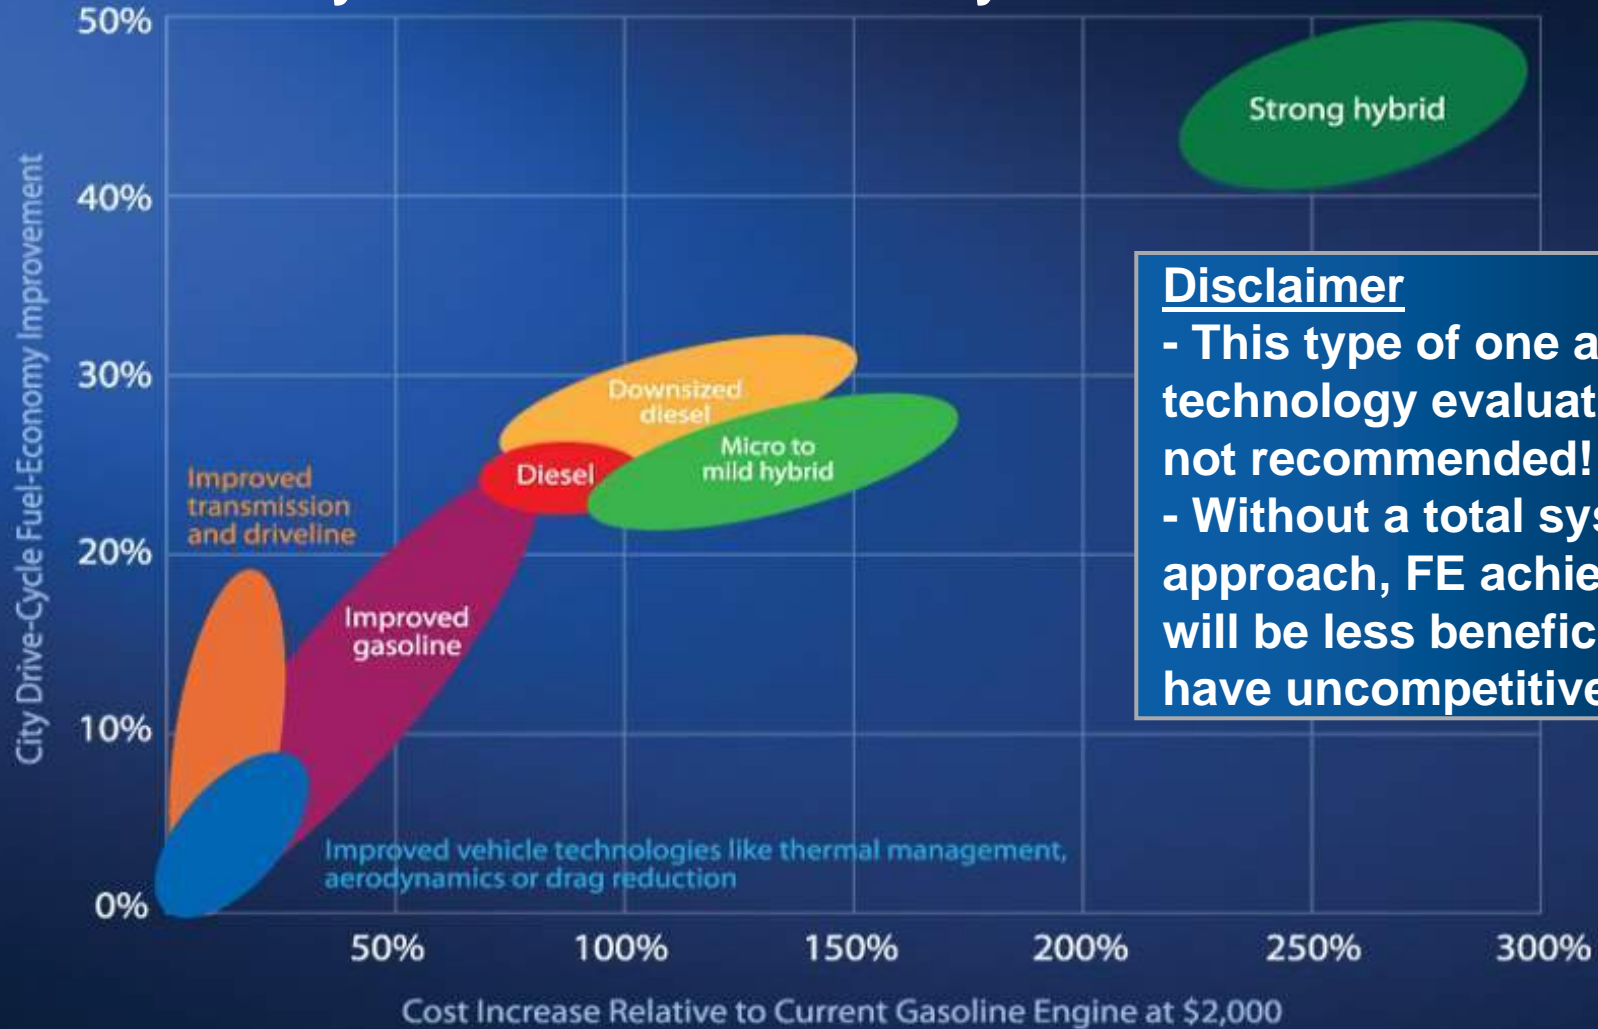 50%
40%
30%
20%
10%
0%
City Drive-Cycle Fuel-Economy Improvement
Strong hybrid
Downsized
diesel
Micro to
mild hybrid
Diesel
Improved
transmission
and driveline
Improved
gasoline
Improved vehicle technologies like thermal management,
aerodynamics or drag reduction
Disclaimer
- This type of one a
technology evaluat
not recommended!
- Without a total sys
approach, FE achie
will be less benefic
have uncompetitive
50%
100%
150%
200%
250%
300%
Cost Increase Relative to Current Gasoline Engine at $2,000